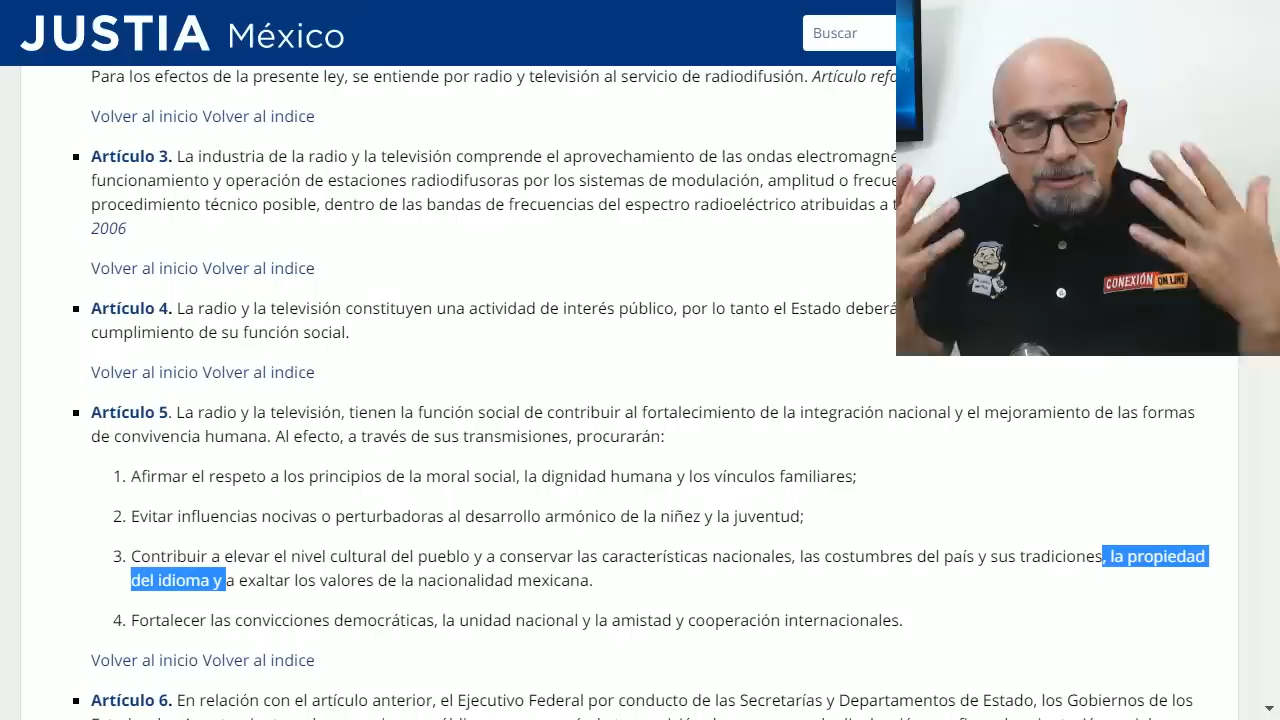 JUSTIA México
Buscar
Para los efectos de la presente ley, se entiende por radio y televisión al servicio de radiodifusión. Artículo
Volver al inicio Volver al indice
Artículo 3. La industria de la radio y la televisión comprende el aprovechamiento de las ondas
funcionamiento y operación de estaciones radiodifusoras por los sistemas de modulación, amplitud o
procedimiento técnico posible, dentro de las bandas de frecuencias del espectro radioeléctrico atribuidas a
2006
Volver al inicio Volver al indice
Artículo 4. La radio y la televisión constituyen una actividad de interés público, por lo tanto el Estado deberá
cumplimiento de su función social.
Volver al inicio Volver al indice
Artículo 5. La radio y la televisión, tienen la función social de contribuir al fortalecimiento de la integración nacional y el mejoramiento de las formas
de convivencia humana. Al efecto, a través de sus transmisiones, procurarán:
1. Afirmar el respeto a los principios de la moral social, la dignidad humana y los vínculos familiares;
2. Evitar influencias nocivas o perturbadoras al desarrollo armónico de la niñez y la juventud;
3. Contribuir a elevar el nivel cultural del pueblo y a conservar las características nacionales, las costumbres del país y sus tradiciones, la propiedad
del idioma y a exaltar los valores de la nacionalidad mexicana.
4. Fortalecer las convicciones democráticas, la unidad nacional y la amistad y cooperación internacionales.
Volver al inicio Volver al indice
Artículo 6. En relación con el artículo anterior, el Ejecutivo Federal por conducto de las Secretarías y Departamentos de Estado, los Gobiernos de los
CONEXIÓN ON LINE